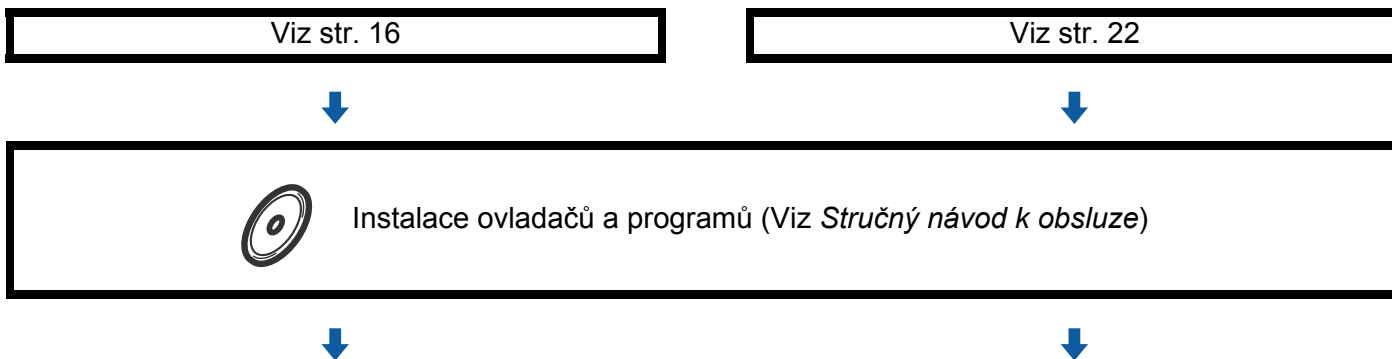 Viz str. 16
Viz str. 22
Instalace ovladačů a programů (Viz Stručný návod k obsluze)